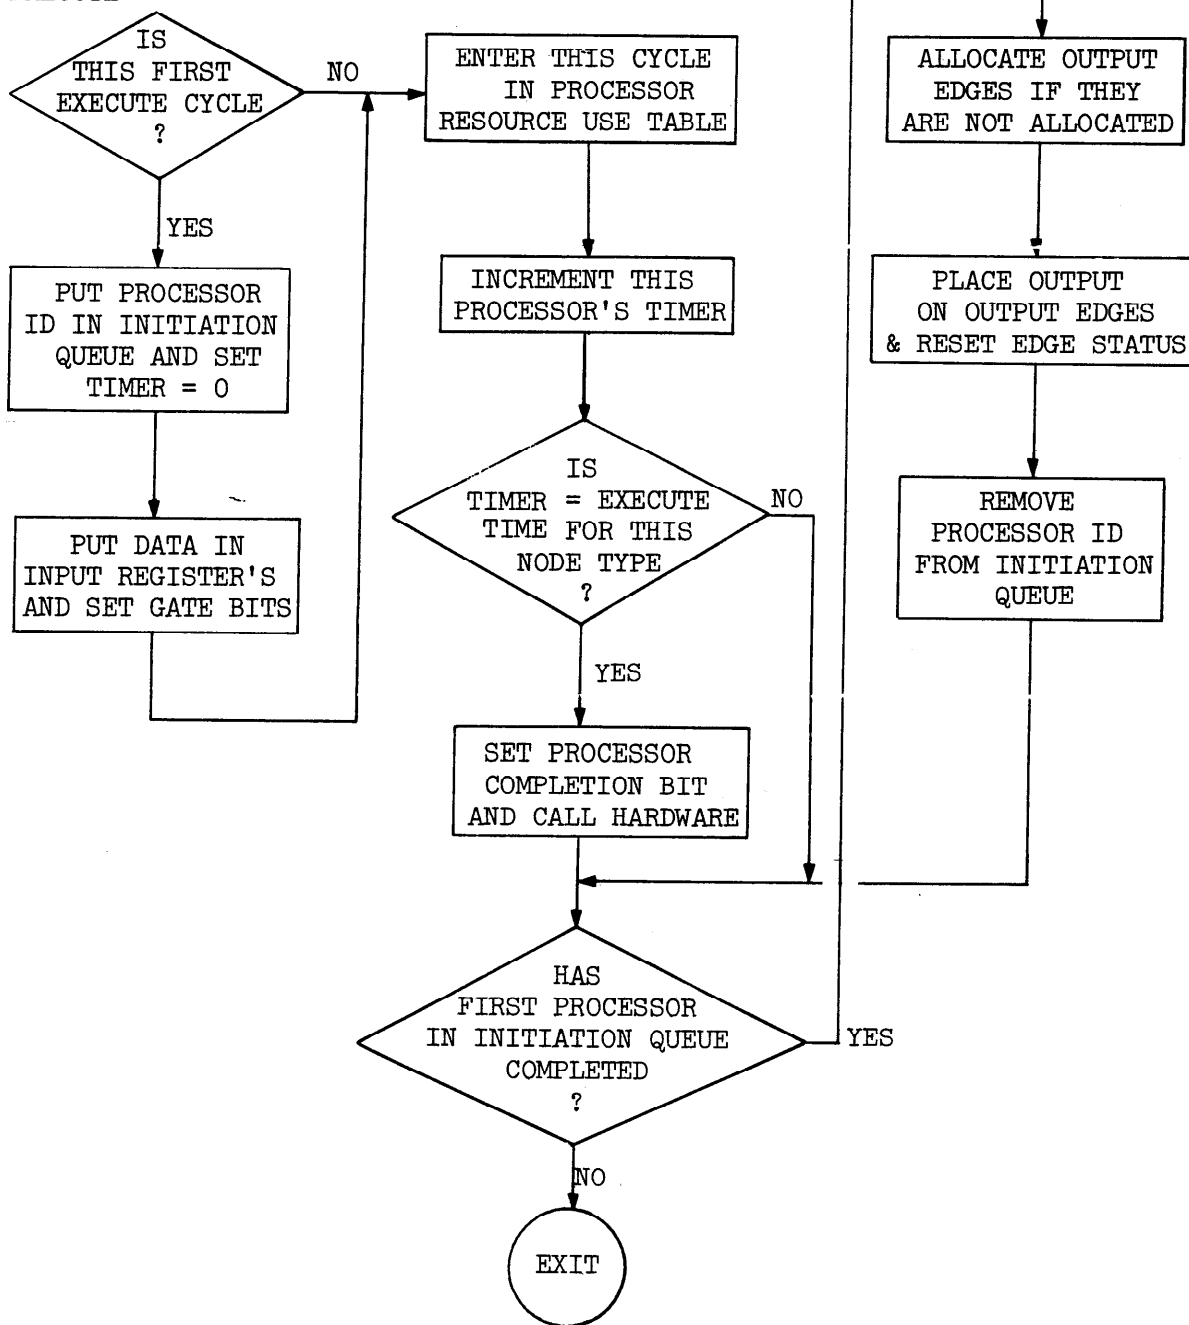 IS
THIS FIRST
EXECUTE CYCLE
?
NO
YES
PUT PROCESSOR
ID IN INITIATION
QUEUE AND SET
TIMER = 0
PUT DATA IN
INPUT REGISTER'S
AND SET GATE BITS
ENTER THIS CYCLE
IN PROCESSOR
RESOURCE USE TABLE
INCREMENT THIS
PROCESSOR'S TIMER
IS
TIMER = EXECUTE
TIME FOR THIS
NODE TYPE
?
NO
YES
SET PROCESSOR
COMPLETION BIT
AND CALL HARDWARE
HAS
FIRST PROCESSOR
IN INITIATION QUEUE
COMPLETED
?
YES
NO
EXIT
ALLOCATE OUTPUT
EDGES IF THEY
ARE NOT ALLOCATED
PLACE OUTPUT
ON OUTPUT EDGES
& RESET EDGE STATUS
REMOVE
PROCESSOR ID
FROM INITIATION
QUEUE